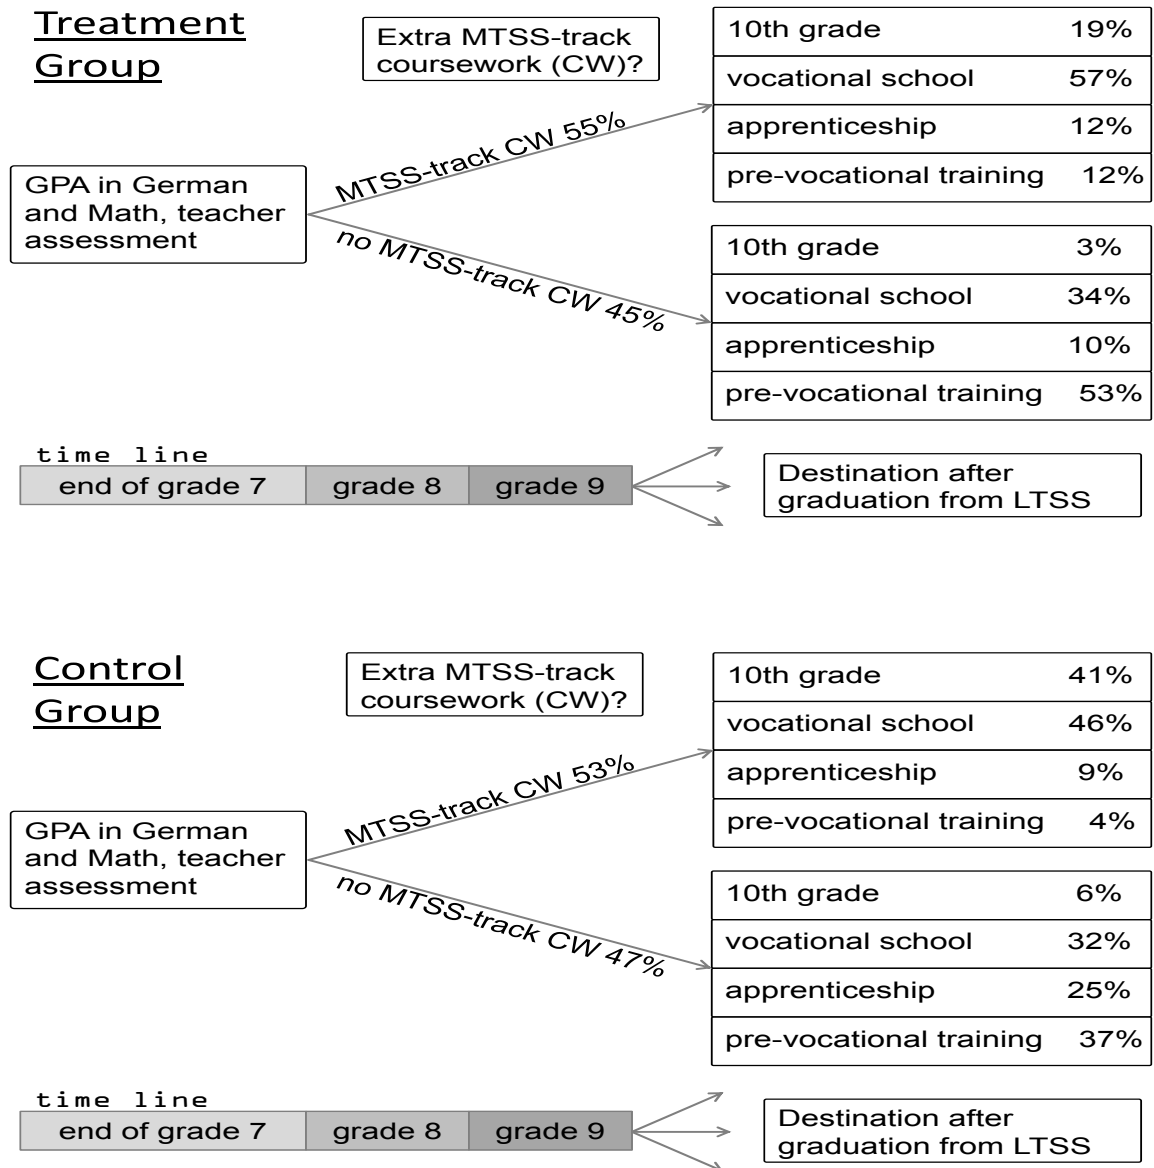 Treatment
Group
Extra MTSS-track
coursework (CW)?
GPA in German
and Math, teacher
assessment
MTSS-track CW 55%
no MTSS-track CW 45%
10th grade 19%
vocational school 57%
apprenticeship 12%
pre-vocational training 12%
10th grade 3%
vocational school 34%
apprenticeship 10%
pre-vocational training 53%
time line
end of grade 7 grade 8 grade 9
Destination after
graduation from LTSS
Control
Group
Extra MTSS-track
coursework (CW)?
GPA in German
and Math, teacher
assessment
MTSS-track CW 53%
no MTSS-track CW 47%
10th grade 41%
vocational school 46%
apprenticeship 9%
pre-vocational training 4%
10th grade 6%
vocational school 32%
apprenticeship 25%
pre-vocational training 37%
time line
end of grade 7 grade 8 grade 9
Destination after
graduation from LTSS